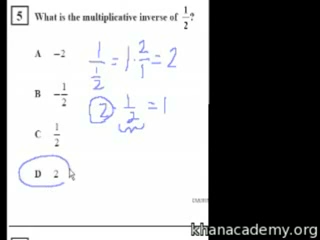 5 What is the multiplicative inverse of 1/2?
A -2
B -1/2
C 1/2
D 2
1/(1/2) = 1 · 2/1 = 2
2 · 1/2 = 1
khanacademy.org